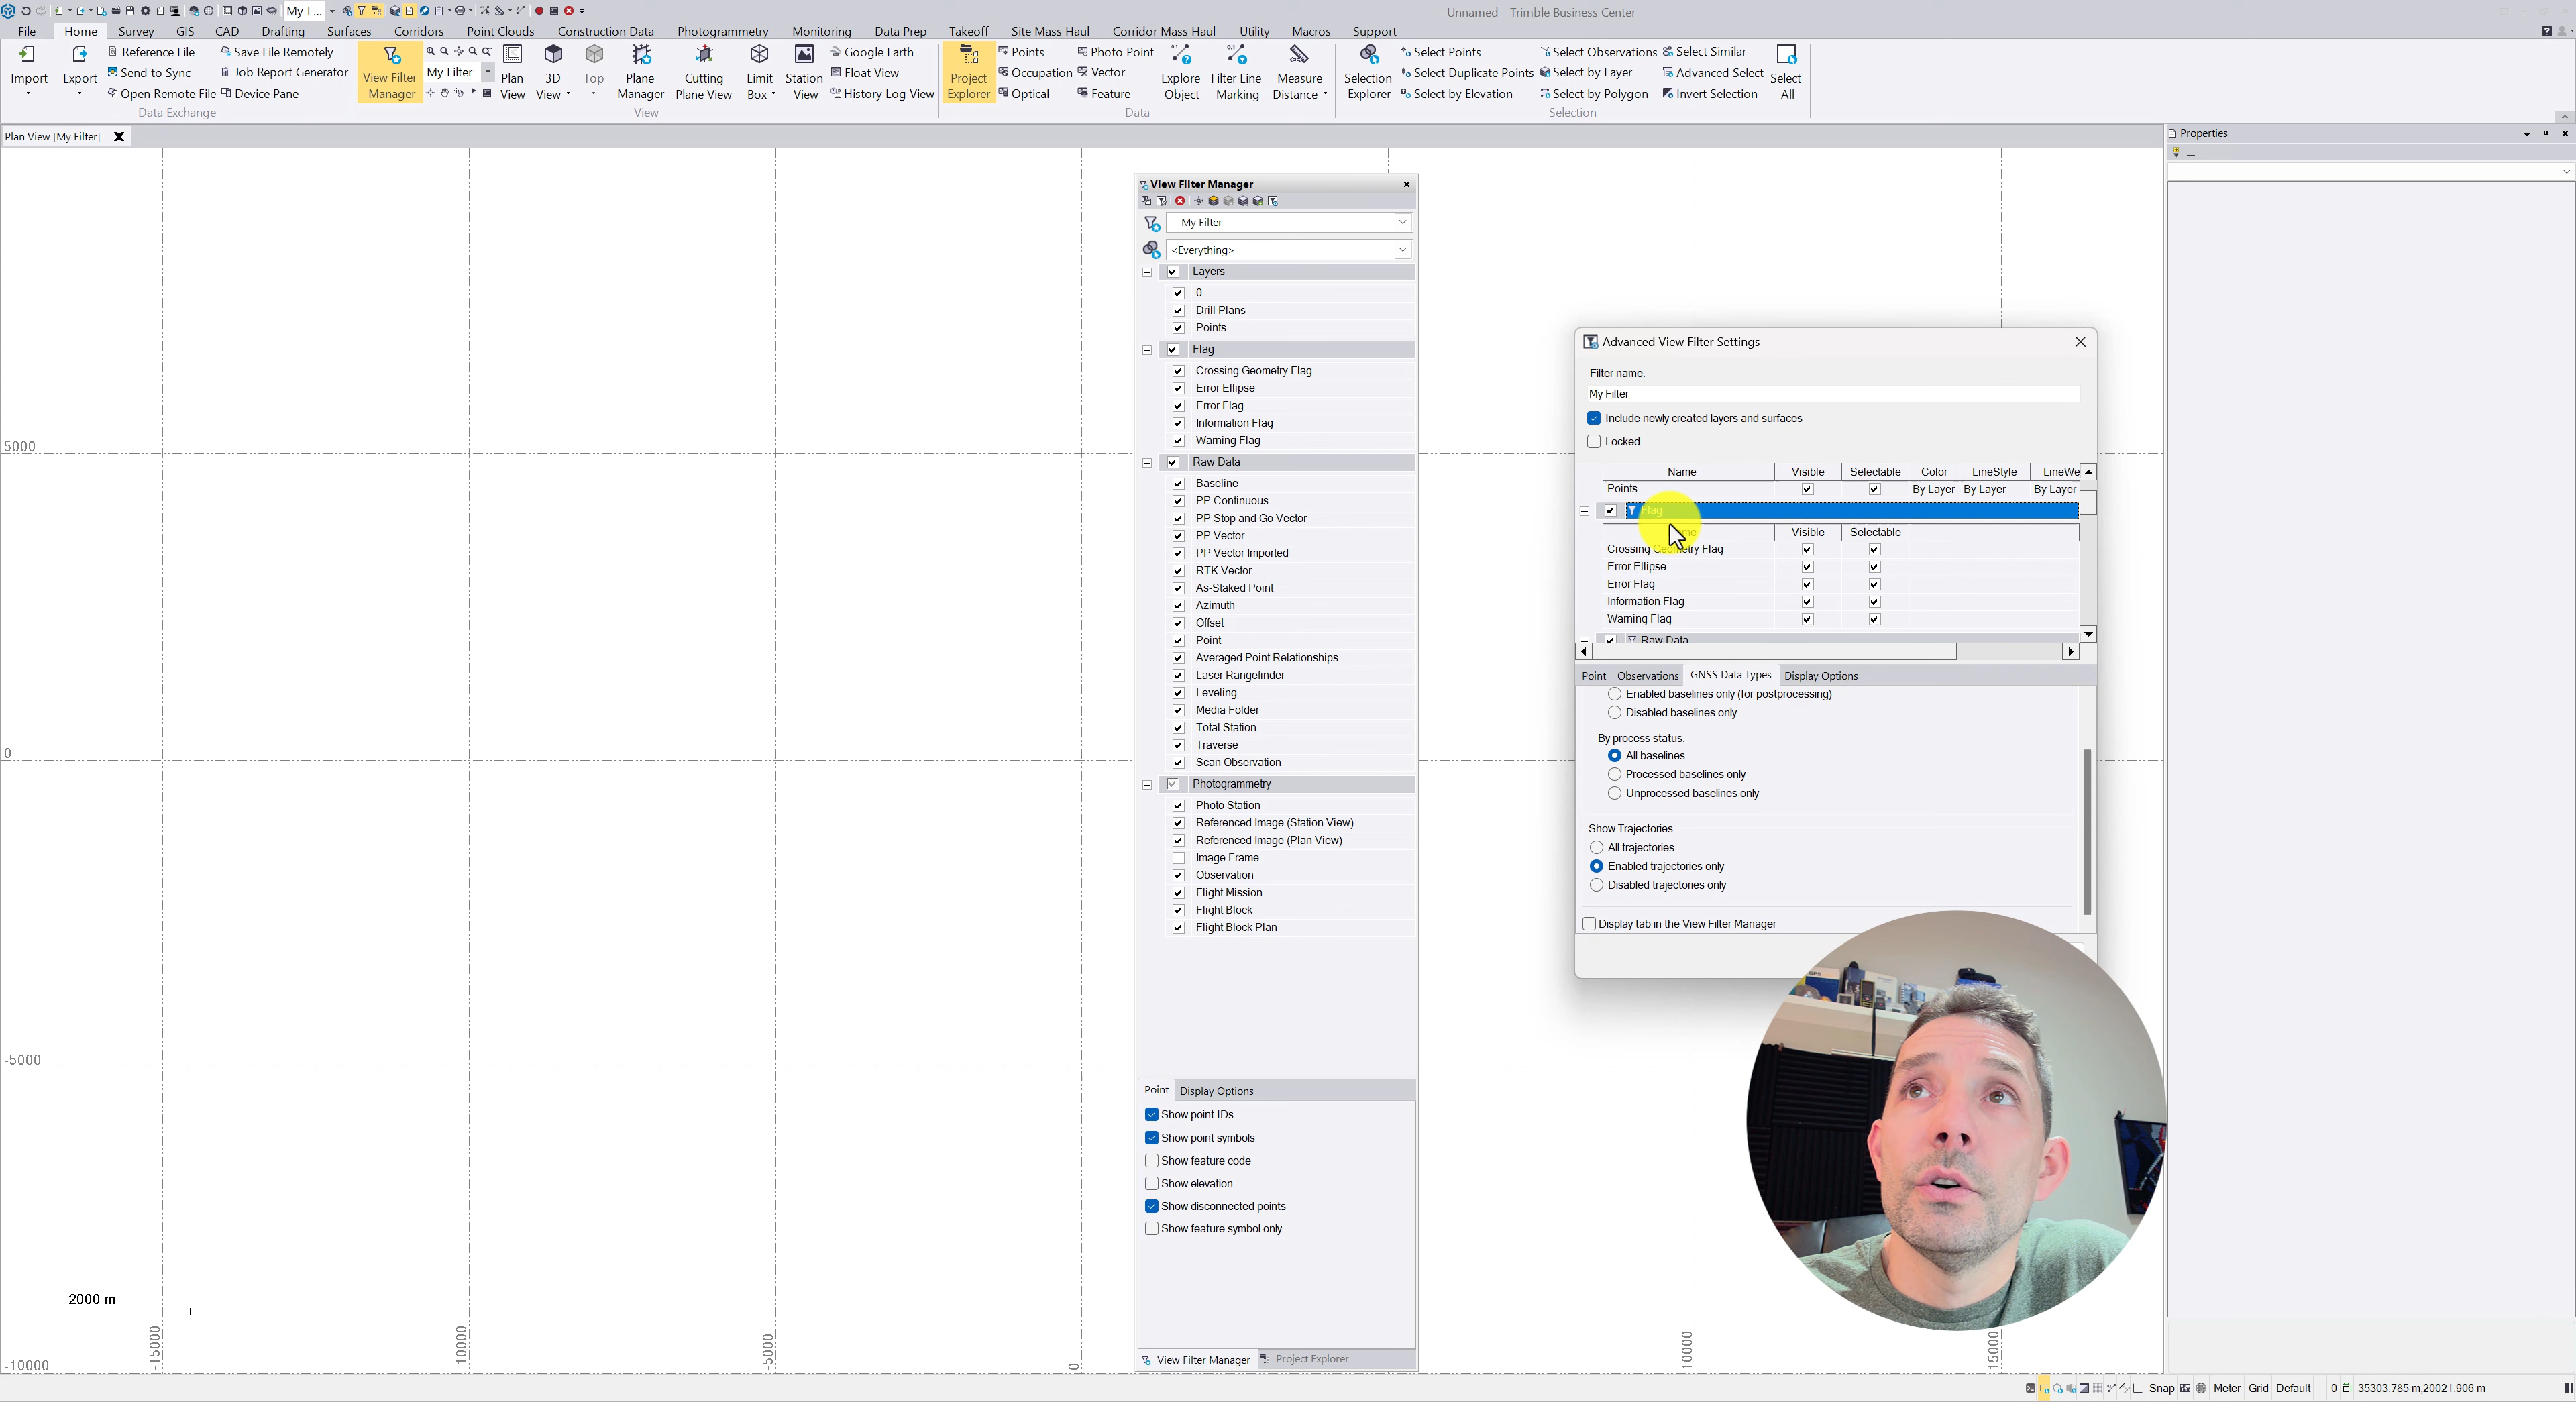 Unnamed - Trimble Business Center
My F...
File Home Survey GIS CAD Drafting Surfaces Corridors Point Clouds Construction Data Photogrammetry Monitoring Data Prep Takeoff Site Mass Haul Corridor Mass Haul Utility Macros Support
Import
Export
Reference File
Send to Sync
Open Remote File
Save File Remotely
Job Report Generator
Device Pane
Data Exchange
View Filter
Manager
My Filter
Plan
View
3D
View
Top
Plane
Manager
Cutting
Plane View
Limit
Box
Station
View
Google Earth
Float View
History Log View
View
Project
Explorer
Points
Occupation
Optical
Photo Point
Vector
Feature
Explore
Object
Filter Line
Marking
Measure
Distance
Data
Selection
Explorer
Select Points
Select Duplicate Points
Select by Elevation
Select Observations
Select by Layer
Select by Polygon
Select Similar
Advanced Select
Invert Selection
Select
All
Selection
Plan View [My Filter]
Properties
5000
0
-5000
-10000
2000 m
-15000
-10000
-5000
0
10000
15000
View Filter Manager
My Filter
<Everything>
Layers
0
Drill Plans
Points
Flag
Crossing Geometry Flag
Error Ellipse
Error Flag
Information Flag
Warning Flag
Raw Data
Baseline
PP Continuous
PP Stop and Go Vector
PP Vector
PP Vector Imported
RTK Vector
As-Staked Point
Azimuth
Offset
Point
Averaged Point Relationships
Laser Rangefinder
Leveling
Media Folder
Total Station
Traverse
Scan Observation
Photogrammetry
Photo Station
Referenced Image (Station View)
Referenced Image (Plan View)
Image Frame
Observation
Flight Mission
Flight Block
Flight Block Plan
Point Display Options
Show point IDs
Show point symbols
Show feature code
Show elevation
Show disconnected points
Show feature symbol only
View Filter Manager Project Explorer
Advanced View Filter Settings
Filter name:
My Filter
Include newly created layers and surfaces
Locked
Name Visible Selectable Color LineStyle LineWe
Points By Layer By Layer By Layer
Flag
Visible Selectable
Crossing Geometry Flag
Error Ellipse
Error Flag
Information Flag
Warning Flag
Raw Data
Point Observations GNSS Data Types Display Options
Enabled baselines only (for postprocessing)
Disabled baselines only
By process status:
All baselines
Processed baselines only
Unprocessed baselines only
Show Trajectories
All trajectories
Enabled trajectories only
Disabled trajectories only
Display tab in the View Filter Manager
Snap Meter Grid Default 0 35303.785 m,20021.906 m